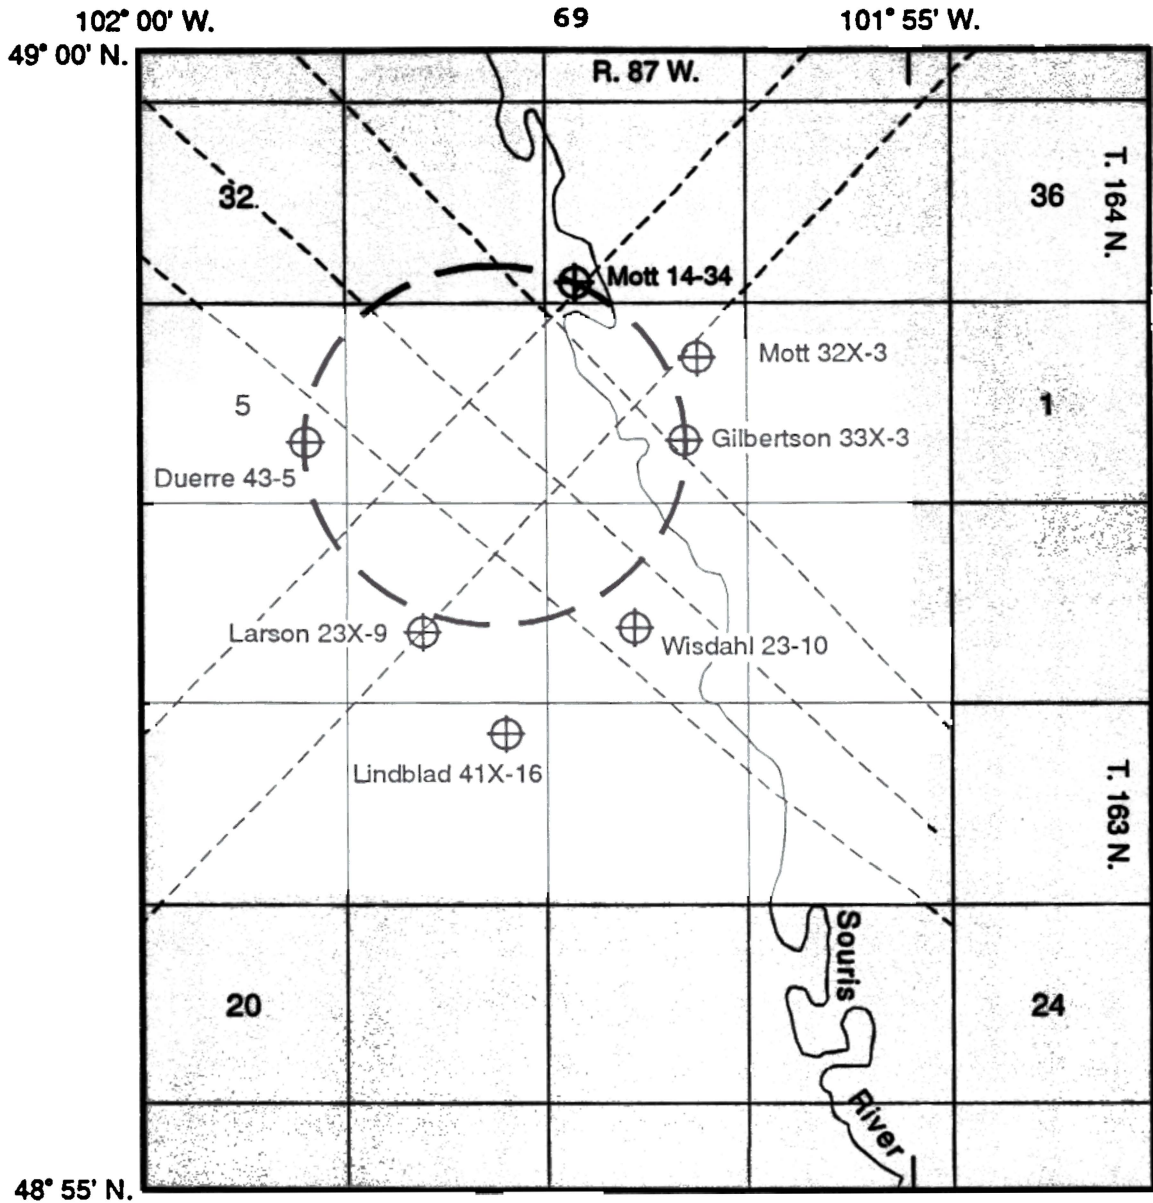 102° 00' W.
69
101° 55' W.
49° 00' N.
R. 87 W.
T. 164 N.
32
36
Mott 14-34
Mott 32X-3
5
1
Gilbertson 33X-3
Duerre 43-5
Larson 23X-9
Wisdahl 23-10
Lindblad 41X-16
T. 163 N.
Souris
20
24
River
48° 55' N.